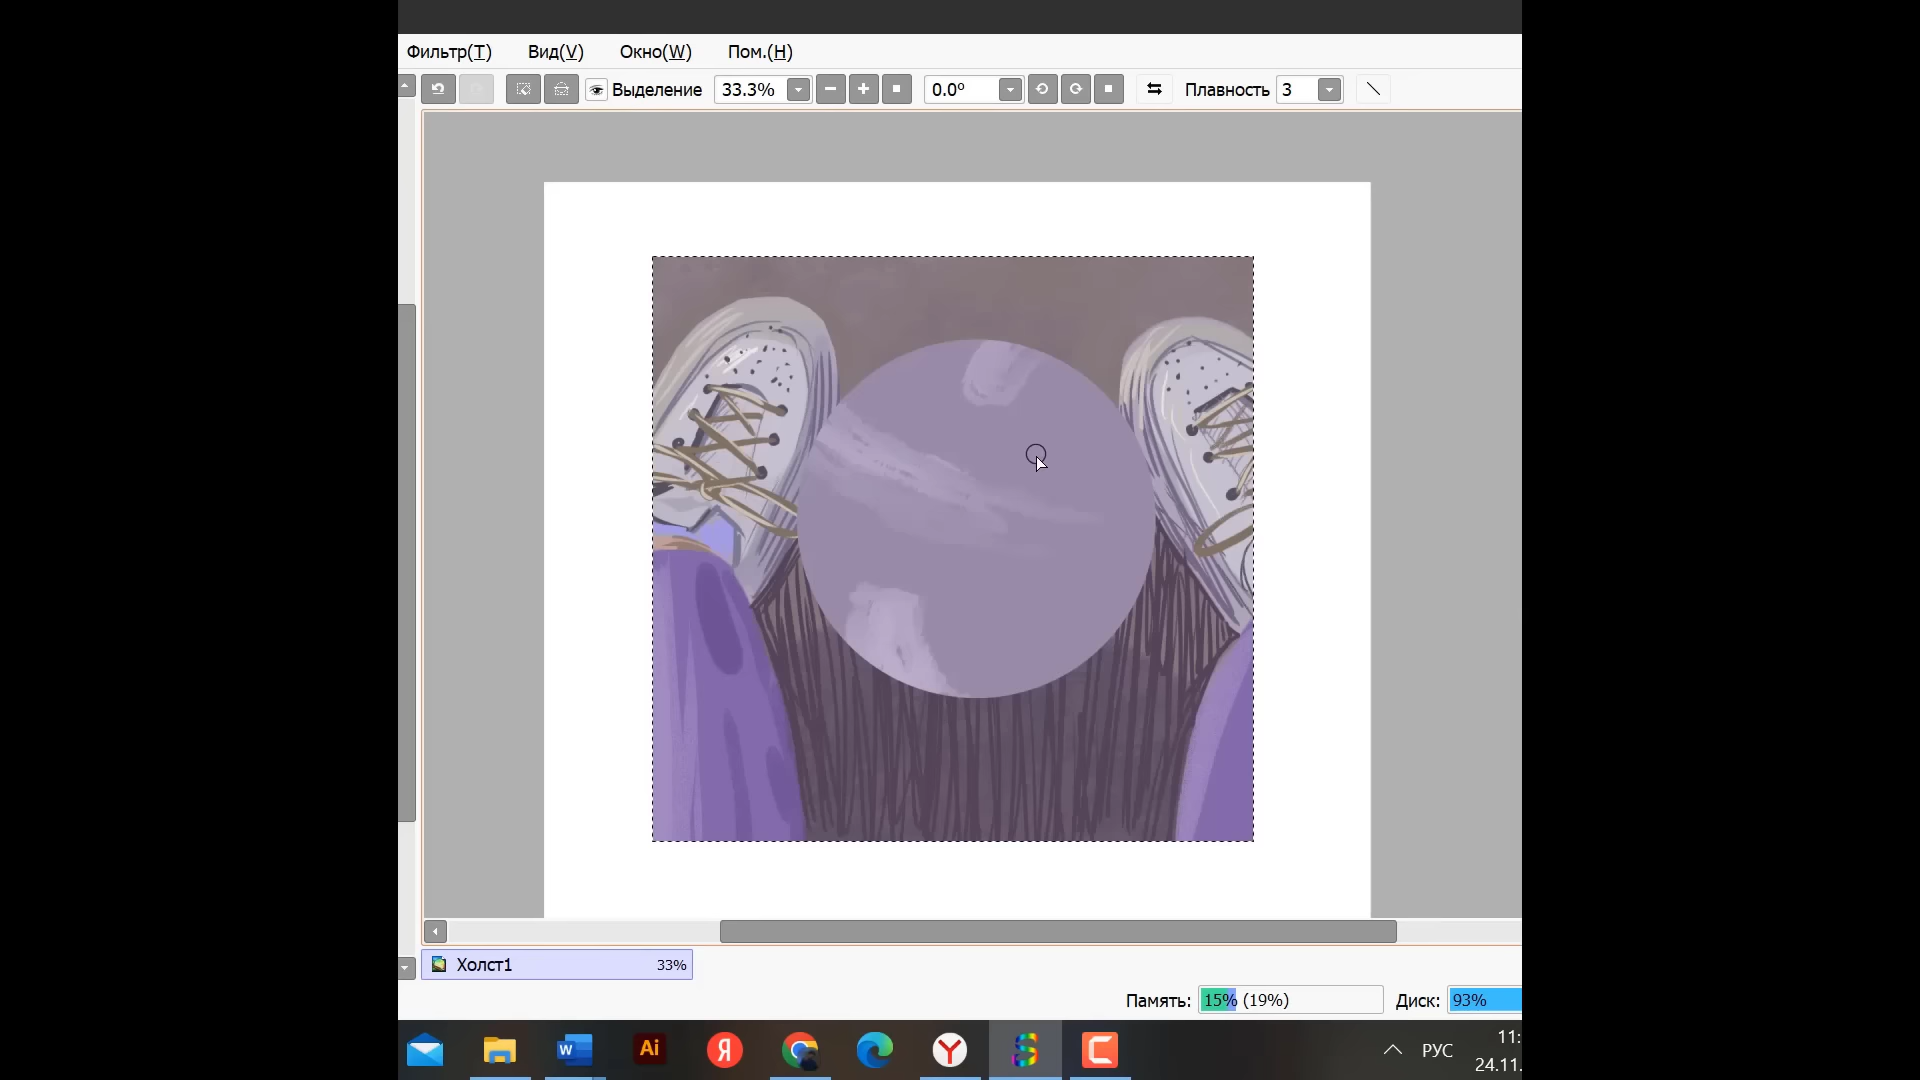 Фильтр(T) Вид(V) Окно(W) Пом.(H)
Выделение 33.3% 0.0º Плавность 3
Холст1 33%
Память: 15% (19%) Диск: 93%
W Ai Я Y S C
РУС
11:
24.11.